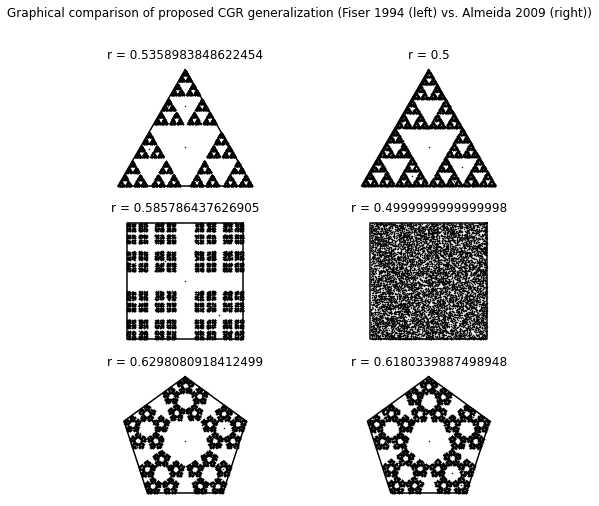 Graphical comparison of proposed CGR generalization (Fiser 1994 (left) vs. Almeida 2009 (right))
r = 0.5358983848622454
r = 0.5
r = 0.585786437626905
r = 0.4999999999999998
r = 0.6298080918412499
r = 0.6180339887498948